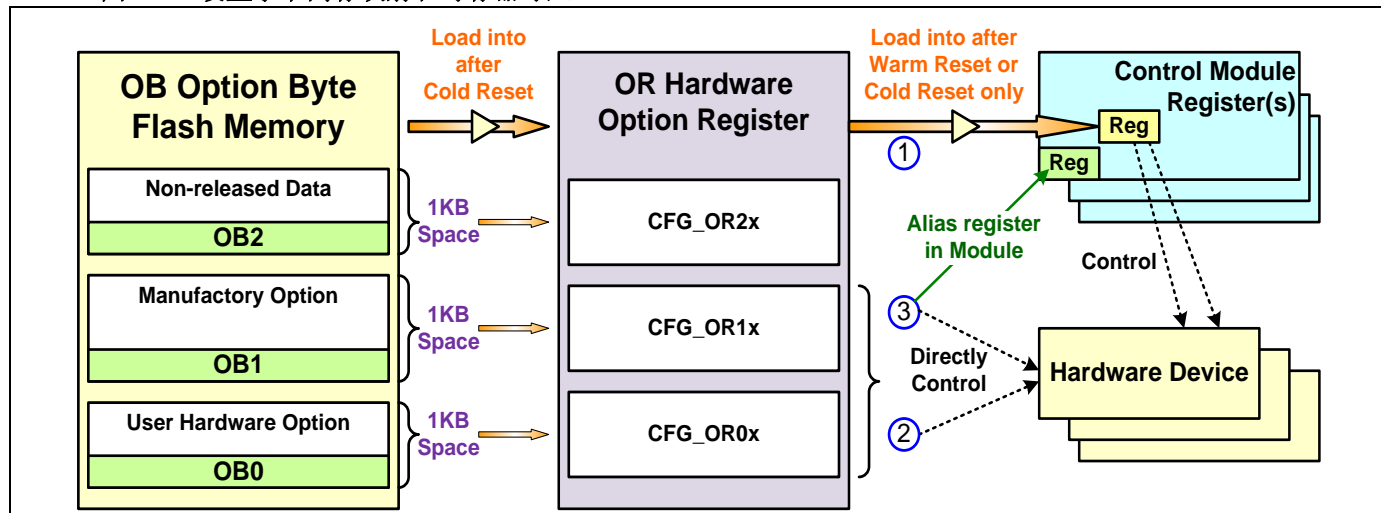 OB Option Byte
Flash Memory
Non-released Data
OB2
Manufactory Option
OB1
User Hardware Option
OB0
Load into
after
Cold Reset
1KB
Space
1KB
Space
1KB
Space
OR Hardware
Option Register
CFG_OR2x
CFG_OR1x
CFG_OR0x
Load into after
Warm Reset or
Cold Reset only
1
Alias register
in Module
3
Directly
Control
2
Control Module
Register(s)
Reg
Reg
Control
Hardware Device